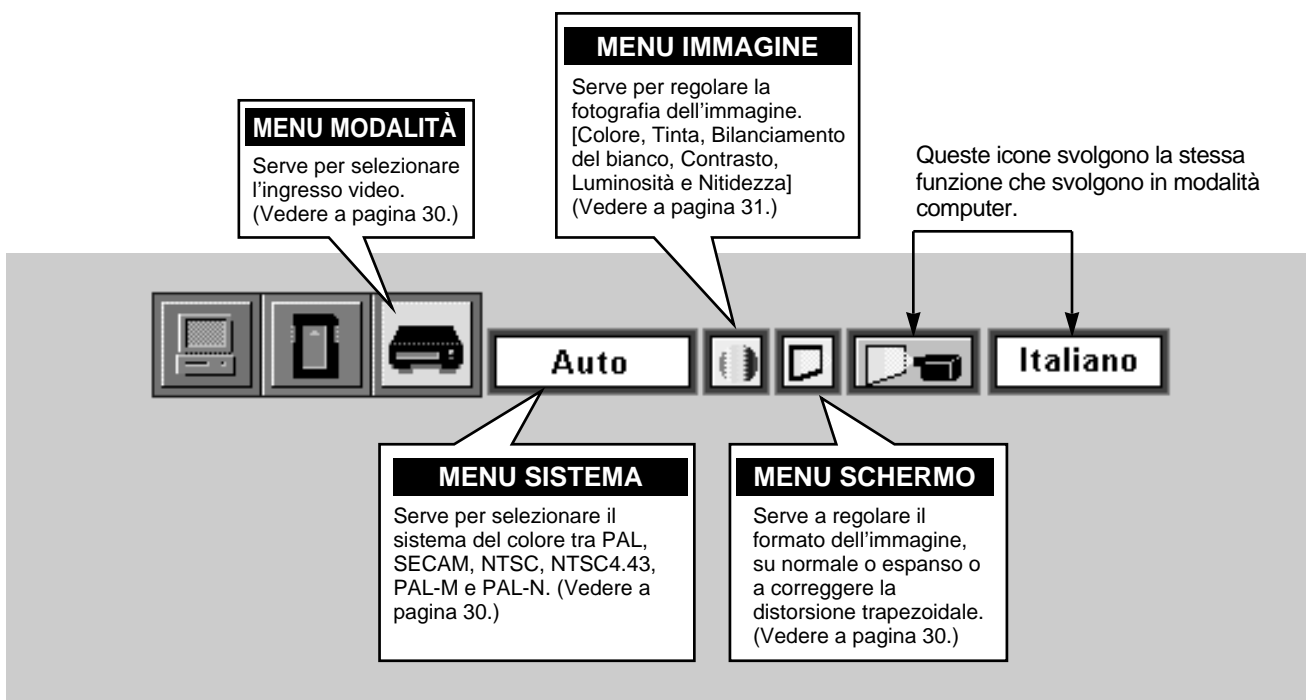 MENU IMMAGINE
Serve per regolare la
fotografia dell'immagine.
[Colore, Tinta, Bilanciamento
del bianco, Contrasto,
Luminosità e Nitidezza]
(Vedere a pagina 31.)
MENU MODALITÀ
Serve per selezionare
l'ingresso video.
(Vedere a pagina 30.)
Queste icone svolgono la stessa
funzione che svolgono in modalità
computer.
Auto
Italiano
MENU SISTEMA
Serve per selezionare il
sistema del colore tra PAL,
SECAM, NTSC, NTSC4.43,
PAL-M e PAL-N. (Vedere a
pagina 30.)
MENU SCHERMO
Serve a regolare il
formato dell'immagine,
su normale o espanso o
a correggere la
distorsione trapezoidale.
(Vedere a pagina 30.)